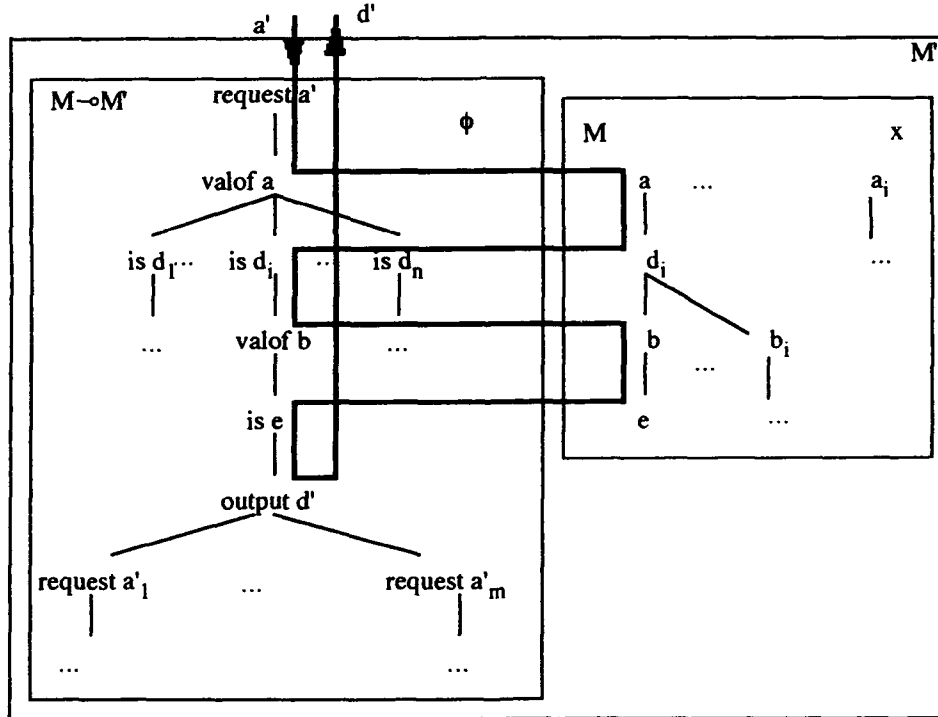 a' d'
M'
M⊸M' request a' ϕ
M x
valof a
a ... a_i
is d_1 ... is d_i ... is d_n
d_i ...
... valof b ...
b ... b_i
is e
e ...
output d'
request a'_1 ... request a'_m
... ...